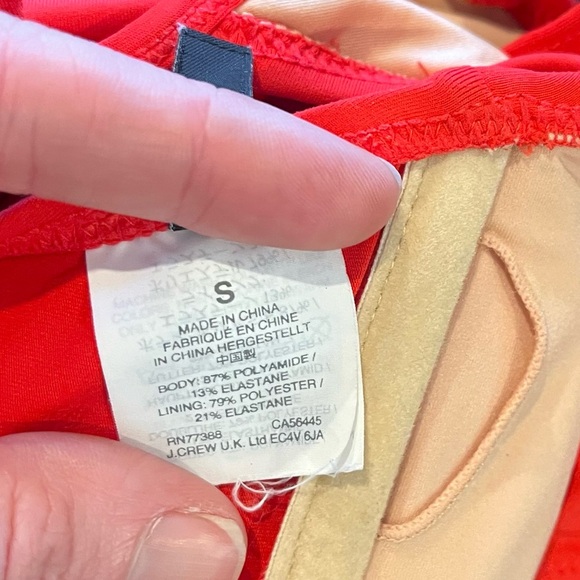 S
MADE IN CHINA
FABRIQUÉ EN CHINE
IN CHINA HERGESTELLT
中国製
BODY: 87% POLYAMIDE /
13% ELASTANE
LINING: 79% POLYESTER /
21% ELASTANE
RN77388 CA56445
J.CREW U.K. Ltd EC4V 6JA